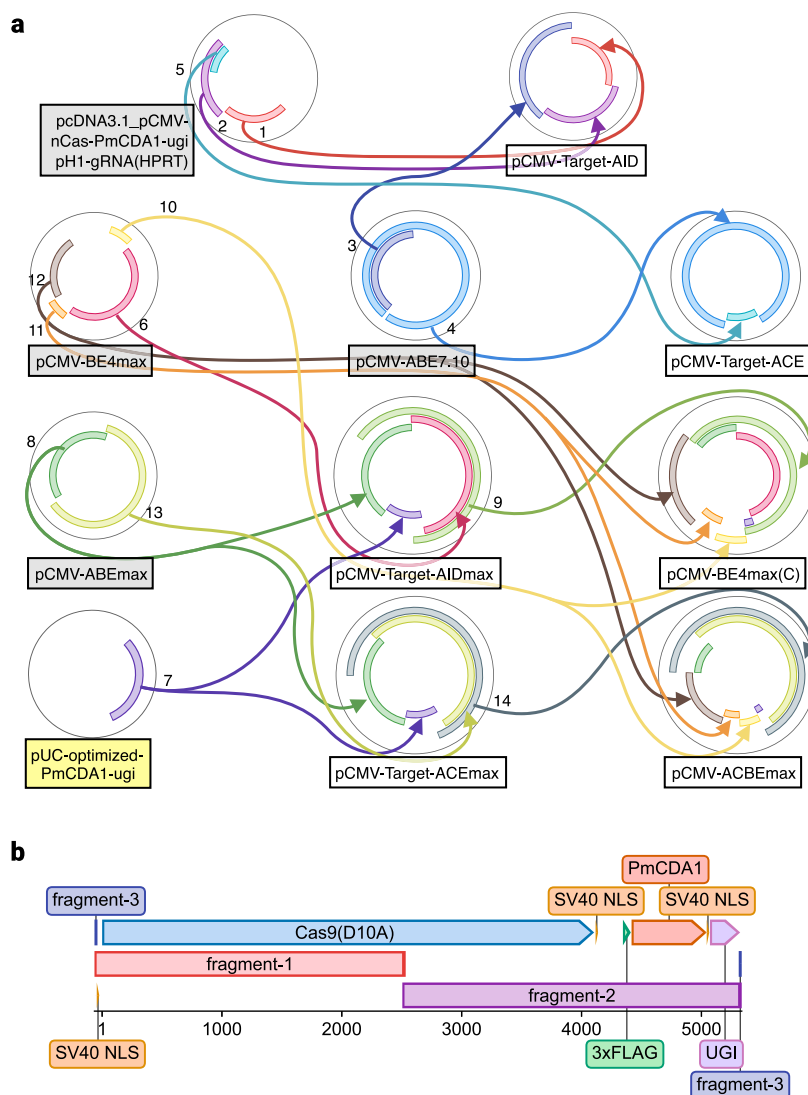 a
5
2
1
pcDNA3.1_pCMV-
nCas-PmCDA1-ugi
pH1-gRNA(HPRT)
pCMV-Target-AID
10
3
12
11
6
4
pCMV-BE4max
pCMV-ABE7.10
pCMV-Target-ACE
8
13
9
pCMV-ABEmax
pCMV-Target-AIDmax
pCMV-BE4max(C)
7
14
pUC-optimized-
PmCDA1-ugi
pCMV-Target-ACEmax
pCMV-ACBEmax
b
PmCDA1
fragment-3
SV40 NLS
SV40 NLS
Cas9(D10A)
fragment-1
fragment-2
1
1000
2000
3000
4000
5000
SV40 NLS
3xFLAG
UGI
fragment-3